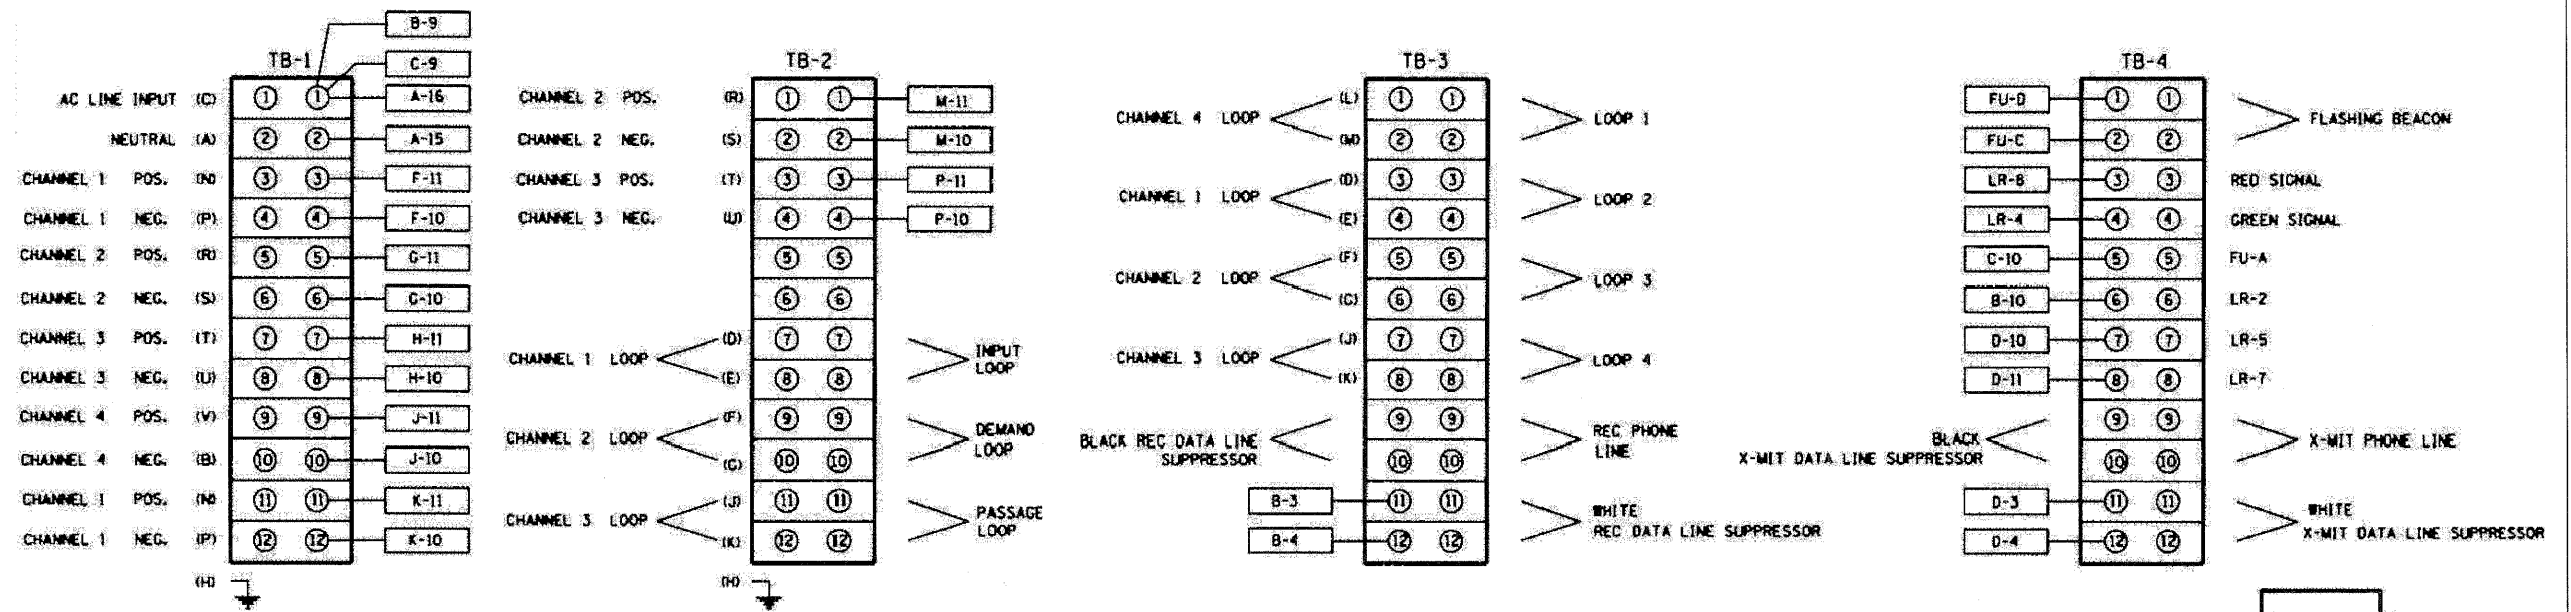 TB-1
B-9
C-9
AC LINE INPUT (C) 1 1 A-16
NEUTRAL (A) 2 2 A-15
CHANNEL 1 POS. (N) 3 3 F-11
CHANNEL 1 NEG. (P) 4 4 F-10
CHANNEL 2 POS. (R) 5 5 G-11
CHANNEL 2 NEG. (S) 6 6 G-10
CHANNEL 3 POS. (T) 7 7 H-11
CHANNEL 3 NEG. (U) 8 8 H-10
CHANNEL 4 POS. (V) 9 9 J-11
CHANNEL 4 NEG. (B) 10 10 J-10
CHANNEL 1 POS. (N) 11 11 K-11
CHANNEL 1 NEG. (P) 12 12 K-10
(H)
TB-2
CHANNEL 2 POS. (R) 1 1 M-11
CHANNEL 2 NEG. (S) 2 2 M-10
CHANNEL 3 POS. (T) 3 3 P-11
CHANNEL 3 NEG. (U) 4 4 P-10
5 5
6 6
CHANNEL 1 LOOP
(D) 7 7
(E) 8 8
INPUT
LOOP
CHANNEL 2 LOOP
(F) 9 9
(G) 10 10
DEMAND
LOOP
CHANNEL 3 LOOP
(J) 11 11
(K) 12 12
PASSAGE
LOOP
(H)
TB-3
CHANNEL 4 LOOP
(L) 1 1
(M) 2 2
LOOP 1
CHANNEL 1 LOOP
(D) 3 3
(E) 4 4
LOOP 2
CHANNEL 2 LOOP
(F) 5 5
(G) 6 6
LOOP 3
CHANNEL 3 LOOP
(J) 7 7
(K) 8 8
LOOP 4
BLACK REC DATA LINE
SUPPRESSOR
9 9
10 10
REC PHONE
LINE
B-3 11 11
B-4 12 12
WHITE
REC DATA LINE SUPPRESSOR
TB-4
FU-D 1 1
FU-C 2 2
FLASHING BEACON
LR-8 3 3 RED SIGNAL
LR-4 4 4 GREEN SIGNAL
C-10 5 5 FU-A
B-10 6 6 LR-2
D-10 7 7 LR-5
D-11 8 8 LR-7
BLACK
X-MIT DATA LINE SUPPRESSOR
9 9
10 10
X-MIT PHONE LINE
D-3 11 11
D-4 12 12
WHITE
X-MIT DATA LINE SUPPRESSOR